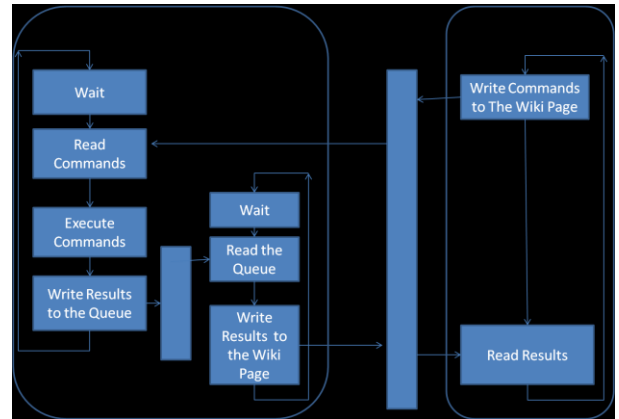 Wait
Read
Commands
Execute
Commands
Write Results
to the Queue
Wait
Read the
Queue
Write
Results to
the Wiki
Page
Write Commands
to The Wiki Page
Read Results